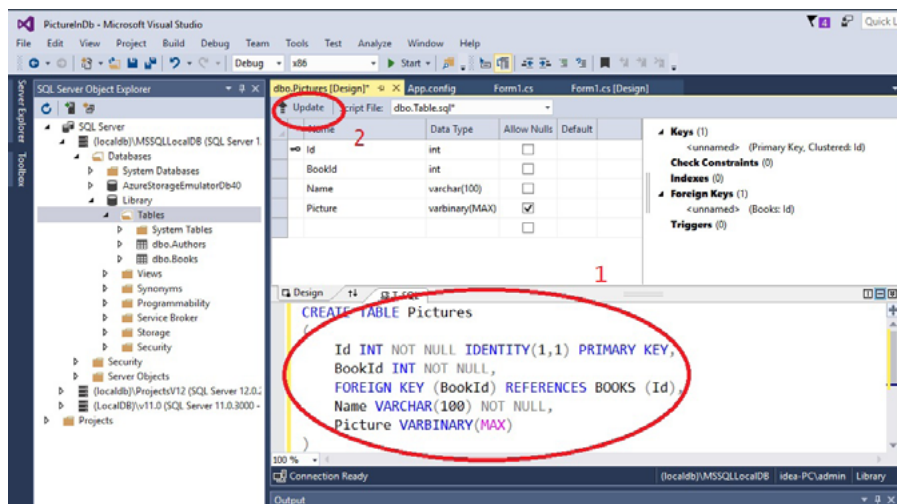 PictureInDb - Microsoft Visual Studio
4
Quick L
File Edit View Project Build Debug Team Tools Test Analyze Window Help
Debug x86 Start
Server Explorer
Toolbox
SQL Server Object Explorer
SQL Server
(localdb)\MSSQLLocalDB (SQL Server 1
Databases
System Databases
AzureStorageEmulatorDb40
Library
Tables
System Tables
dbo.Authors
dbo.Books
Views
Synonyms
Programmability
Service Broker
Storage
Security
Security
Server Objects
(localdb)\ProjectsV12 (SQL Server 12.0.2
(LocalDB)\v11.0 (SQL Server 11.0.3000 -
Projects
dbo.Pictures [Design]* App.config Form1.cs Form1.cs [Design]
Update Script File: dbo.Table.sql*
2
Name Data Type Allow Nulls Default
Id int
BookId int
Name varchar(100)
Picture varbinary(MAX)
Keys (1)
<unnamed> (Primary Key, Clustered: Id)
Check Constraints (0)
Indexes (0)
Foreign Keys (1)
<unnamed> (Books: Id)
Triggers (0)
1
Design T-SQL
CREATE TABLE Pictures
(
Id INT NOT NULL IDENTITY(1,1) PRIMARY KEY,
BookId INT NOT NULL,
FOREIGN KEY (BookId) REFERENCES BOOKS (Id),
Name VARCHAR(100) NOT NULL,
Picture VARBINARY(MAX)
)
100 %
Connection Ready (localdb)\MSSQLLocalDB idea-PC\admin Library
Output